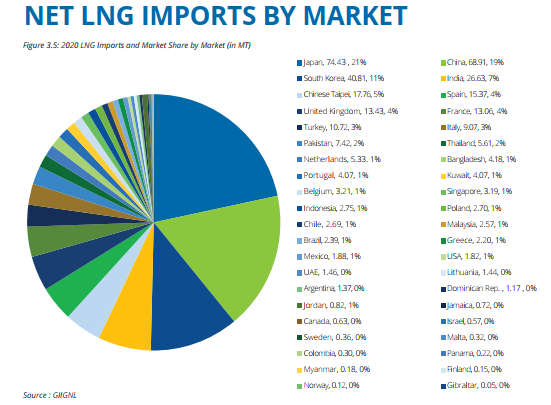 NET LNG IMPORTS BY MARKET
Figure 3.5: 2020 LNG Imports and Market Share by Market (in MT)
Japan, 74.43 , 21%
China, 68.91, 19%
South Korea, 40.81, 11%
India, 26.63, 7%
Chinese Taipei, 17.76, 5%
Spain, 15.37, 4%
United Kingdom, 13.43, 4%
France, 13.06, 4%
Turkey, 10.72, 3%
Italy, 9.07, 3%
Pakistan, 7.42, 2%
Thailand, 5.61, 2%
Netherlands, 5.33, 1%
Bangladesh, 4.18, 1%
Portugal, 4.07, 1%
Kuwait, 4.07, 1%
Belgium, 3.21, 1%
Singapore, 3.19, 1%
Indonesia, 2.75, 1%
Poland, 2.70, 1%
Chile, 2.69, 1%
Malaysia, 2.57, 1%
Brazil, 2.39, 1%
Greece, 2.20, 1%
Mexico, 1.88, 1%
USA, 1.82, 1%
UAE, 1.46, 0%
Lithuania, 1.44, 0%
Argentina, 1.37, 0%
Dominican Rep. , 1.17 , 0%
Jordan, 0.82, 1%
Jamaica, 0.72, 0%
Canada, 0.63, 0%
Israel, 0.57, 0%
Sweden, 0.36, 0%
Malta, 0.32, 0%
Colombia, 0.30, 0%
Panama, 0.22, 0%
Myanmar, 0.18, 0%
Finland, 0.15, 0%
Norway, 0.12, 0%
Gibraltar, 0.05, 0%
Source : GIIGNL